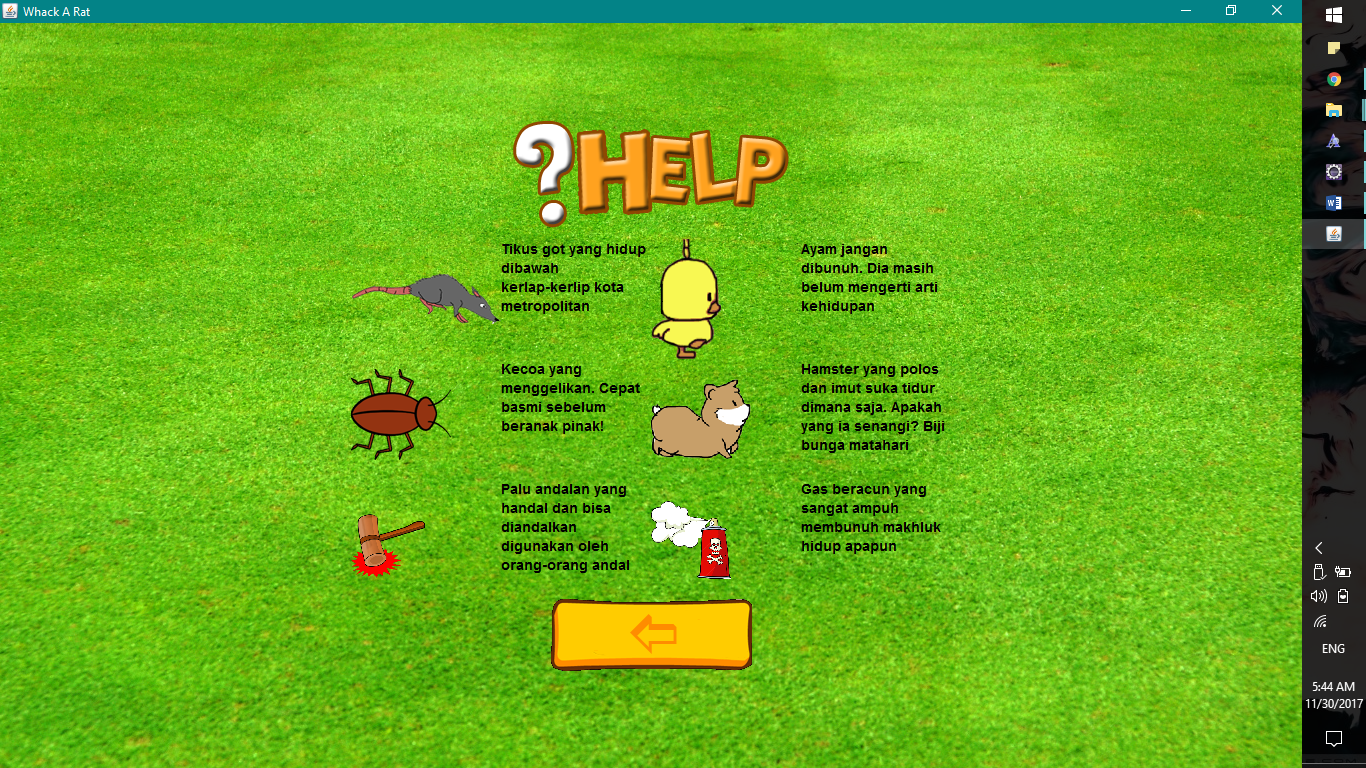 Whack A Rat
?HELP
Tikus got yang hidup
dibawah
kerlap-kerlip kota
metropolitan
Ayam jangan
dibunuh. Dia masih
belum mengerti arti
kehidupan
Kecoa yang
menggelikan. Cepat
basmi sebelum
beranak pinak!
Hamster yang polos
dan imut suka tidur
dimana saja. Apakah
yang ia senangi? Biji
bunga matahari
Palu andalan yang
handal dan bisa
diandalkan
digunakan oleh
orang-orang andal
Gas beracun yang
sangat ampuh
membunuh makhluk
hidup apapun
ENG
5:44 AM
11/30/2017